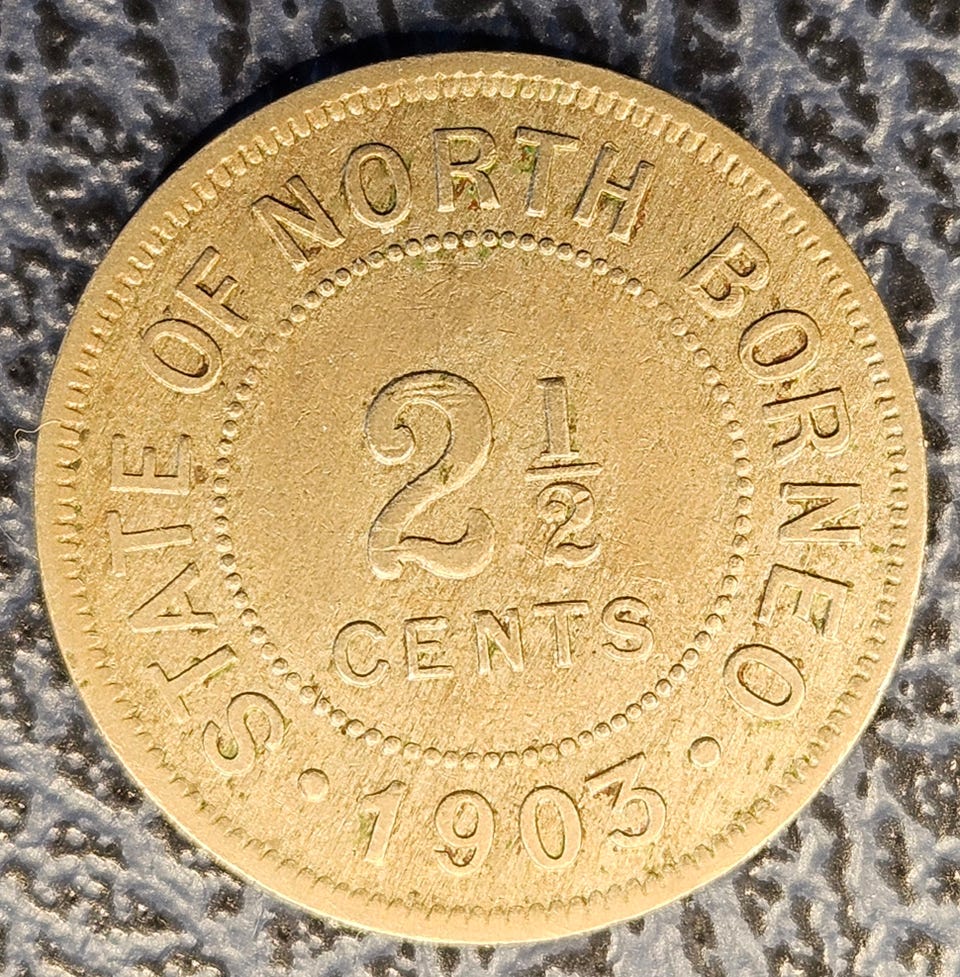 STATE OF NORTH BORNEO
2½
CENTS
• 1903 •